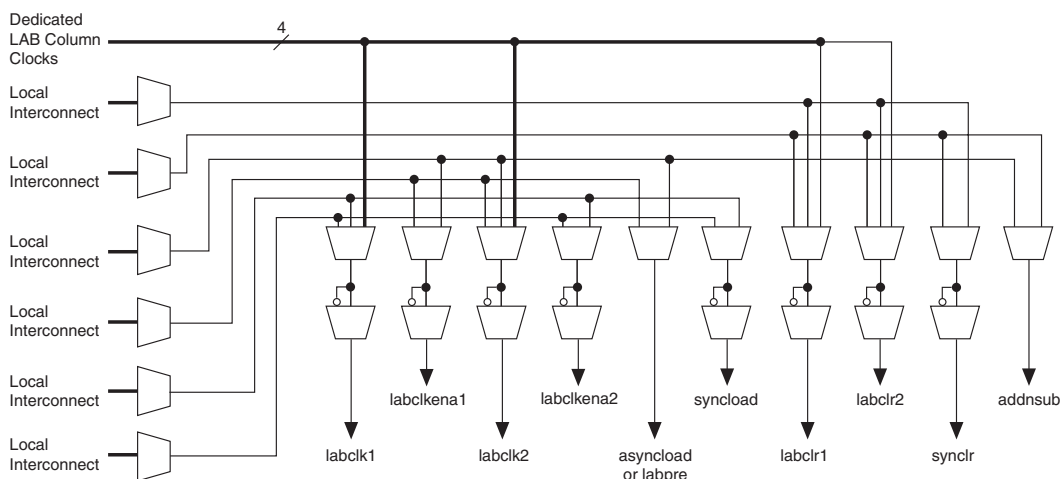 Dedicated
LAB Column
Clocks
4
Local
Interconnect
Local
Interconnect
Local
Interconnect
Local
Interconnect
Local
Interconnect
Local
Interconnect
labclkena1
labclkena2
syncload
labclr2
addnsub
labclk1
labclk2
asyncload
or labpre
labclr1
synclr